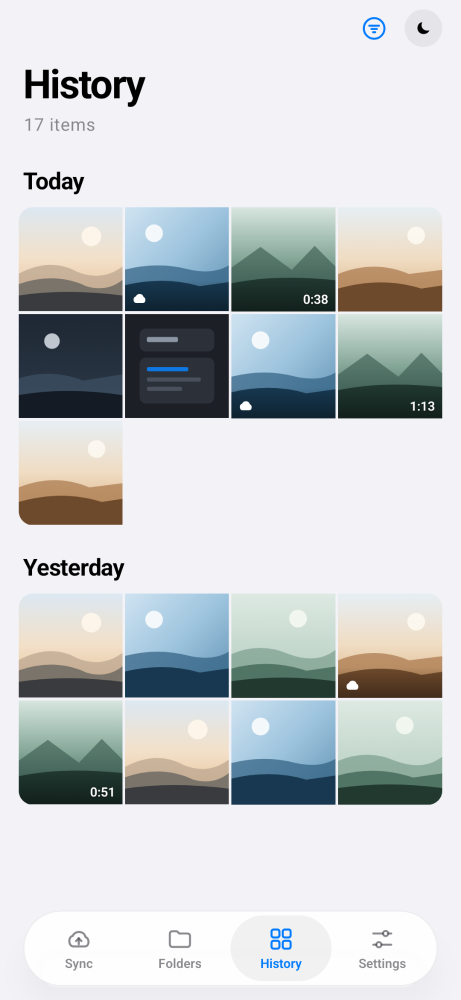 History
17 items
Today
0:38
1:13
Yesterday
0:51
Sync
Folders
History
Settings